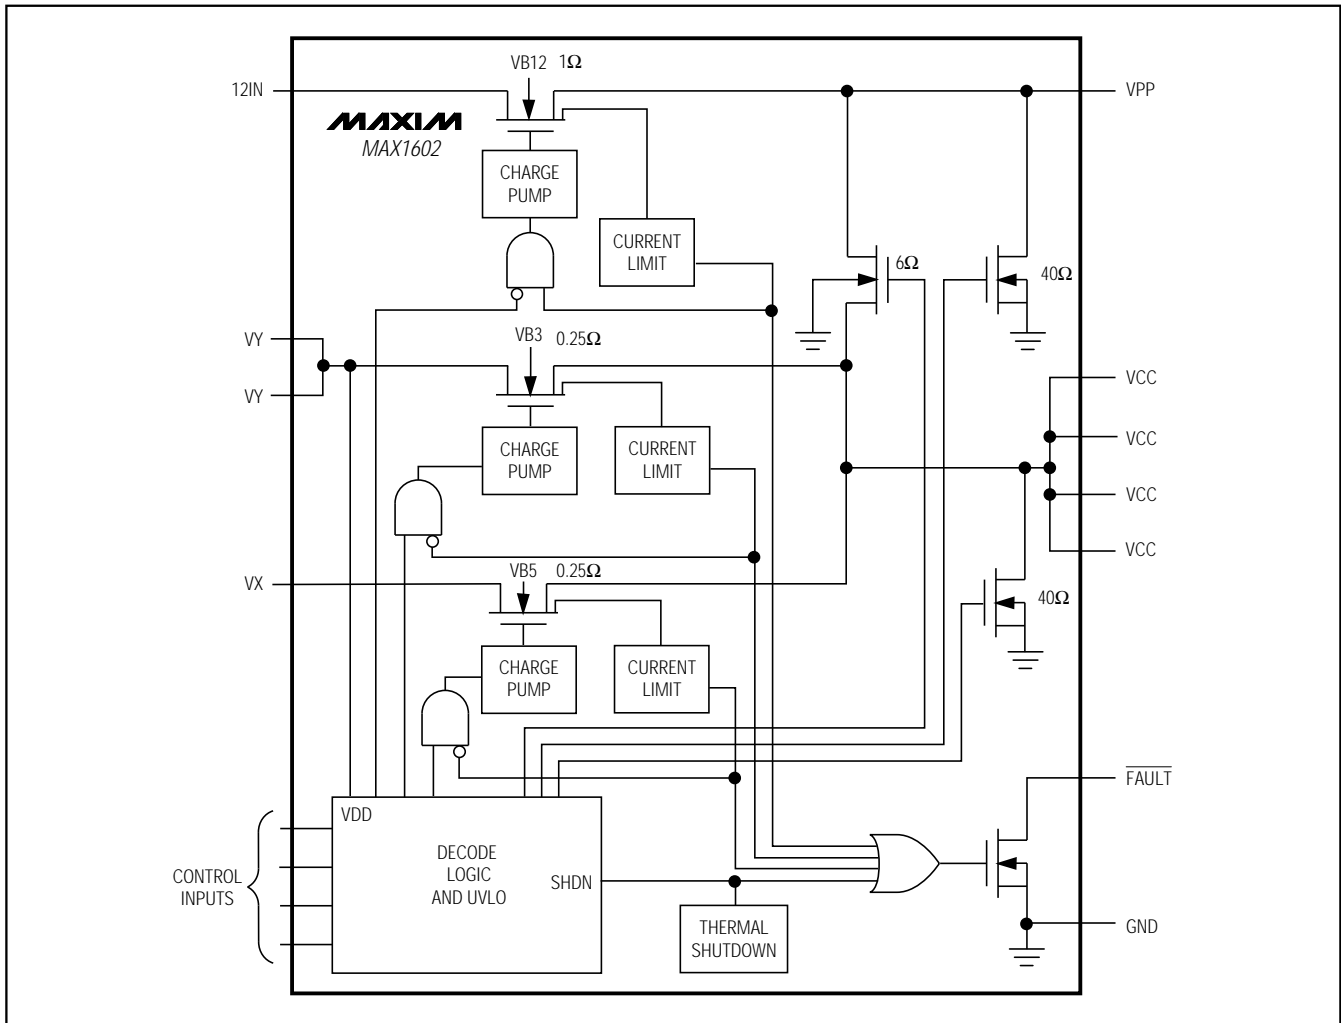 VB12 1Ω
12IN
VPP
MAXIM
MAX1602
CHARGE
PUMP
CURRENT
LIMIT
6Ω
40Ω
VY
VB3 0.25Ω
VY
VCC
VCC
CHARGE
PUMP
CURRENT
LIMIT
VCC
VCC
VX
VB5 0.25Ω
40Ω
CHARGE
PUMP
CURRENT
LIMIT
FAULT
VDD
DECODE
LOGIC
AND UVLO
SHDN
CONTROL
INPUTS
THERMAL
SHUTDOWN
GND